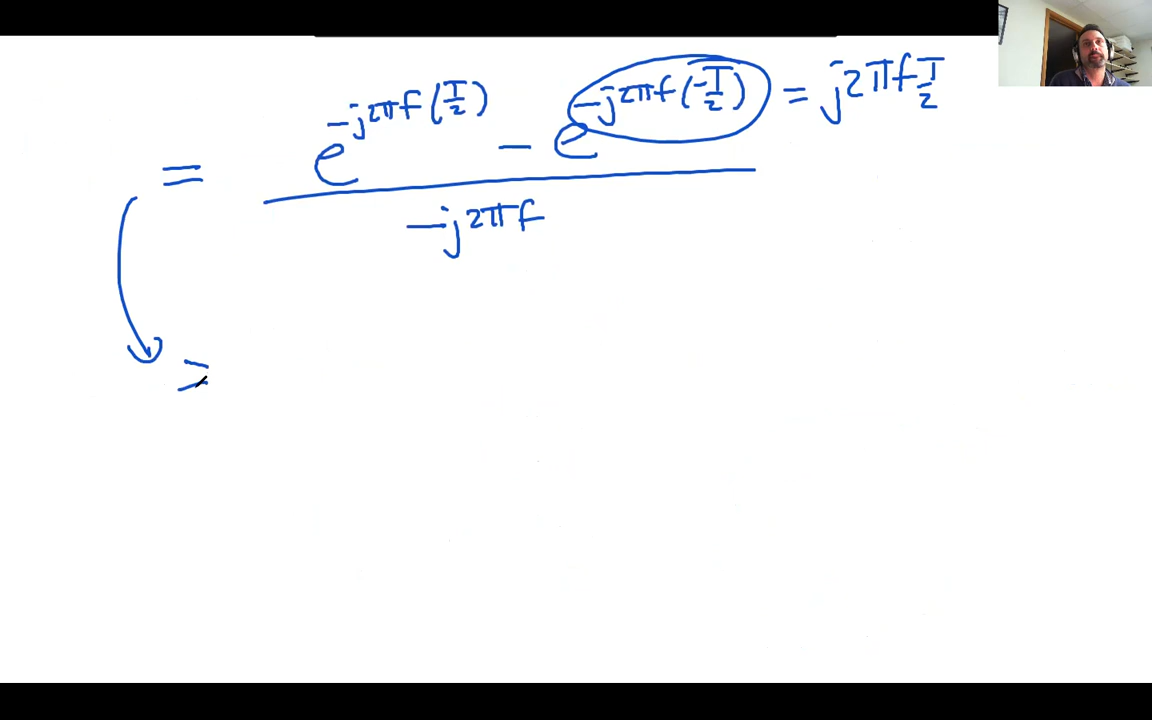 = e^{-j2πf(T/2)} - e^{-j2πf(-T/2)} = j2πf T/2
-j2πf
=